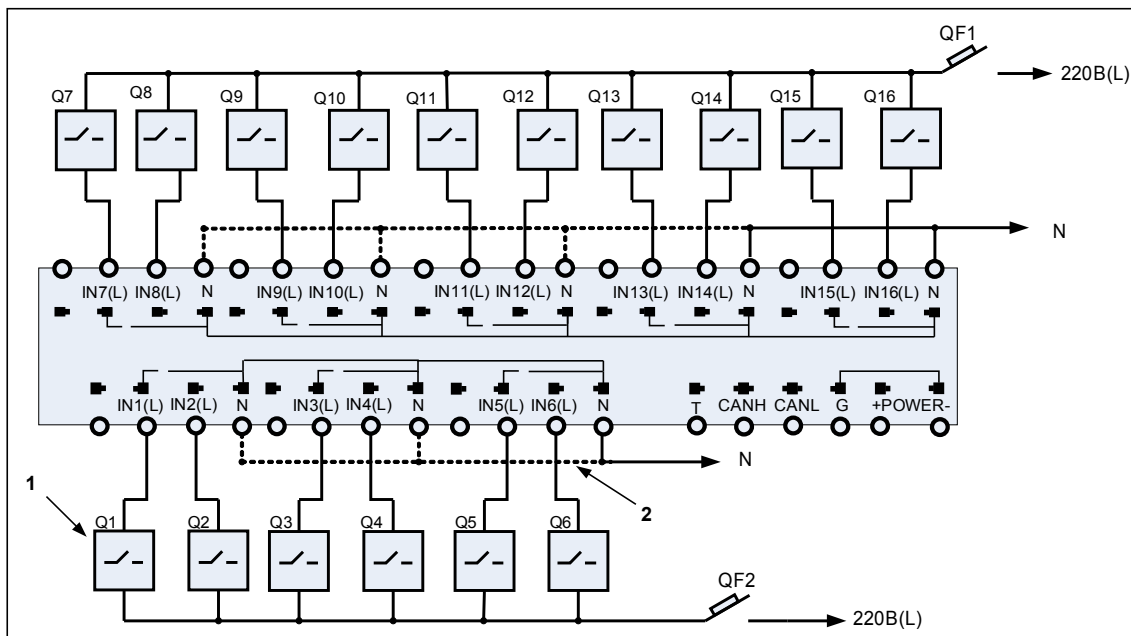 QF1
220В(L)
Q7 Q8 Q9 Q10 Q11 Q12 Q13 Q14 Q15 Q16
N
IN7(L) IN8(L) N IN9(L) IN10(L) N IN11(L) IN12(L) N IN13(L) IN14(L) N IN15(L) IN16(L) N
IN1(L) IN2(L) N IN3(L) IN4(L) N IN5(L) IN6(L) N T CANH CANL G +POWER-
N
1
2
Q1 Q2 Q3 Q4 Q5 Q6
QF2
220В(L)